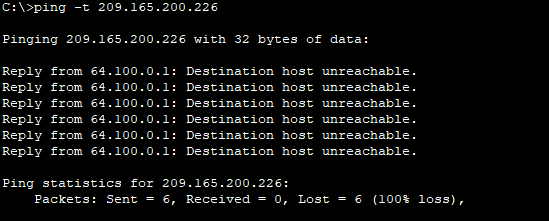 C:\>ping -t 209.165.200.226
Pinging 209.165.200.226 with 32 bytes of data:
Reply from 64.100.0.1: Destination host unreachable.
Reply from 64.100.0.1: Destination host unreachable.
Reply from 64.100.0.1: Destination host unreachable.
Reply from 64.100.0.1: Destination host unreachable.
Reply from 64.100.0.1: Destination host unreachable.
Reply from 64.100.0.1: Destination host unreachable.
Ping statistics for 209.165.200.226:
    Packets: Sent = 6, Received = 0, Lost = 6 (100% loss),